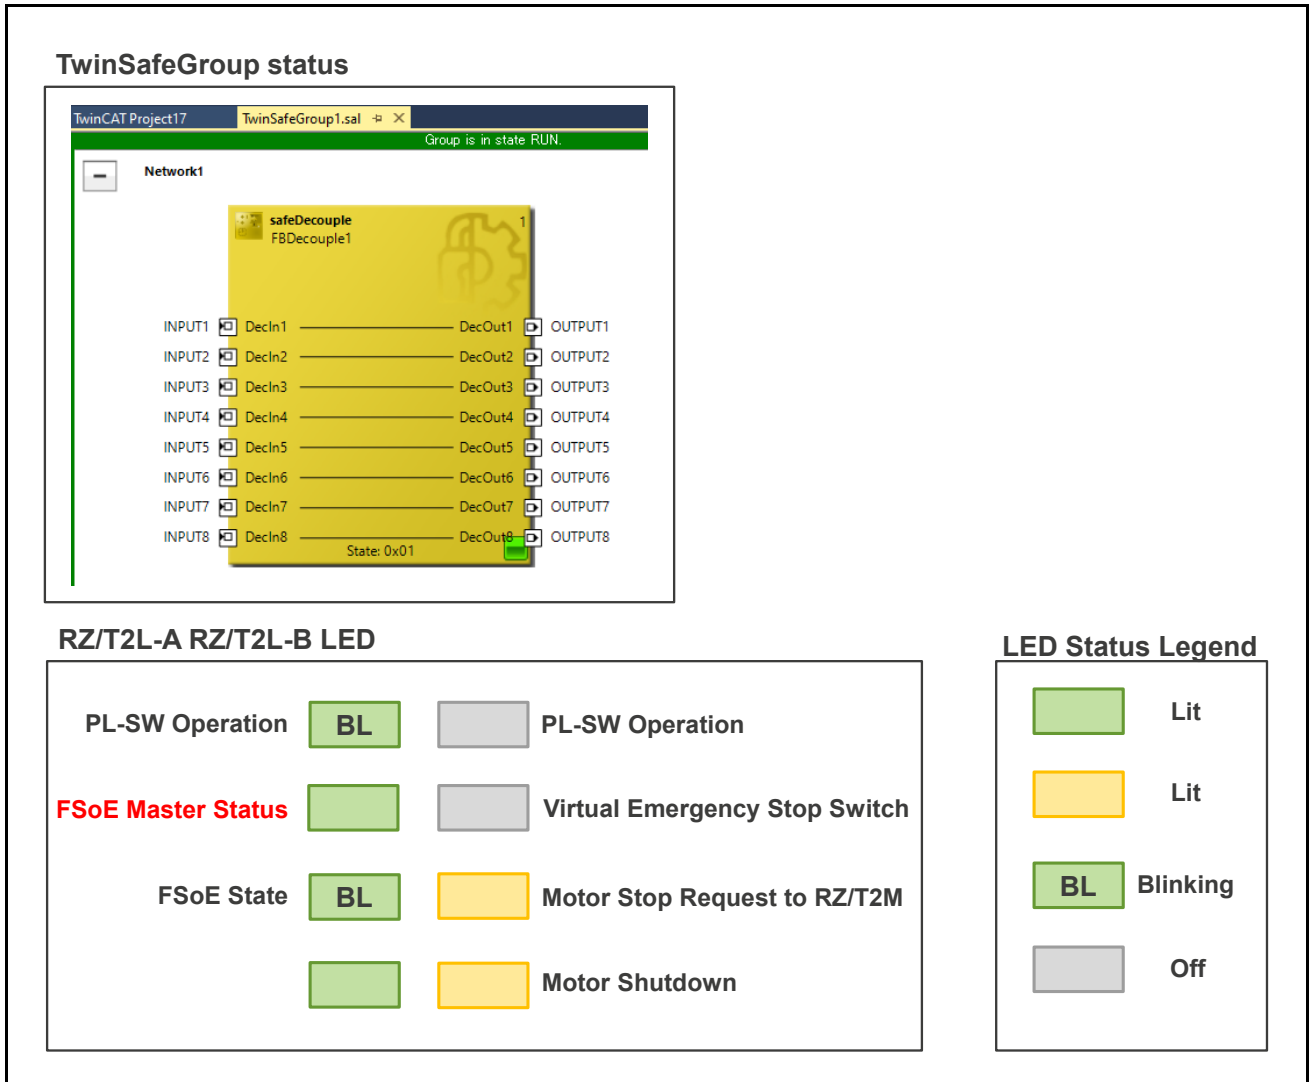 TwinSafeGroup status
TwinCAT Project17 TwinSafeGroup1.sal
Group is in state RUN.
Network1
safeDecouple 1
FBDecouple1
INPUT1 DecIn1 DecOut1 OUTPUT1
INPUT2 DecIn2 DecOut2 OUTPUT2
INPUT3 DecIn3 DecOut3 OUTPUT3
INPUT4 DecIn4 DecOut4 OUTPUT4
INPUT5 DecIn5 DecOut5 OUTPUT5
INPUT6 DecIn6 DecOut6 OUTPUT6
INPUT7 DecIn7 DecOut7 OUTPUT7
INPUT8 DecIn8 DecOut8 OUTPUT8
State: 0x01
RZ/T2L-A RZ/T2L-B LED
PL-SW Operation BL PL-SW Operation
FSoE Master Status Virtual Emergency Stop Switch
FSoE State BL Motor Stop Request to RZ/T2M
Motor Shutdown
LED Status Legend
Lit
Lit
BL Blinking
Off